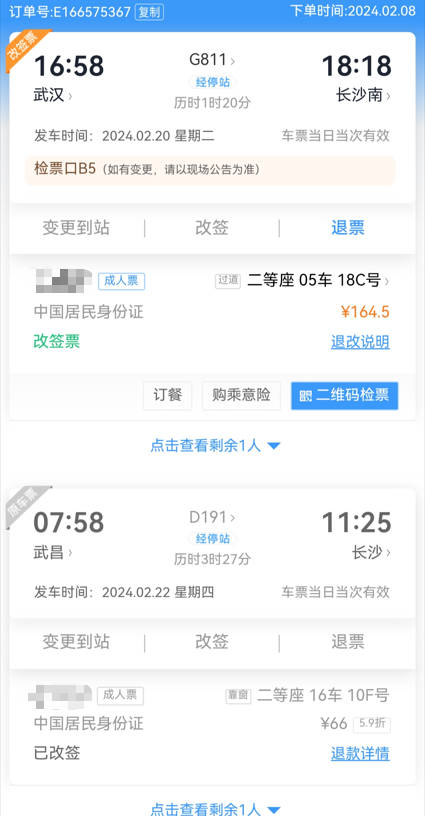 订单号:E166575367 复制 下单时间:2024.02.08
改签票
16:58 G811 18:18
武汉 经停站 长沙南
历时1时20分
发车时间：2024.02.20 星期二 车票当日当次有效
检票口B5（如有变更，请以现场公告为准）
变更到站 改签 退票
成人票 过道 二等座 05车 18C号
中国居民身份证 ¥164.5
改签票 退改说明
订餐 购乘意险 二维码检票
点击查看剩余1人
原车票
07:58 D191 11:25
武昌 经停站 长沙
历时3时27分
发车时间：2024.02.22 星期四 车票当日当次有效
变更到站 改签 退票
成人票 靠窗 二等座 16车 10F号
中国居民身份证 ¥66 5.9折
已改签 退款详情
点击查看剩余1人